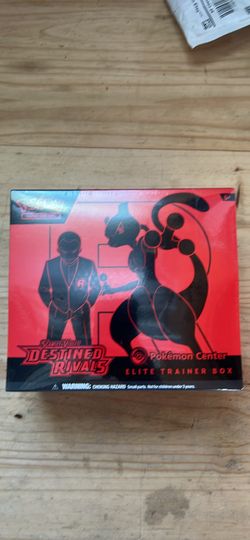 R
Scarlet & Violet
DESTINED
RIVALS
Pokémon Center
ELITE TRAINER BOX
WARNING: CHOKING HAZARD Small parts. Not for children under 3 years.